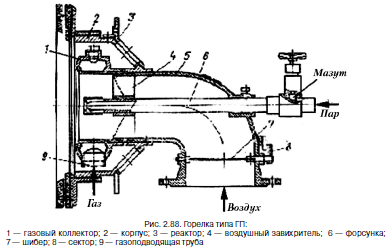 1
2
3
4
5
6
Мазут
Пар
7
8
9
Газ
Воздух
Рис. 2.88. Горелка типа ГП:
1 — газовый коллектор; 2 — корпус; 3 — реактор; 4 — воздушный завихритель; 6 — форсунка;
7 — шибер; 8 — сектор; 9 — газоподводящая труба